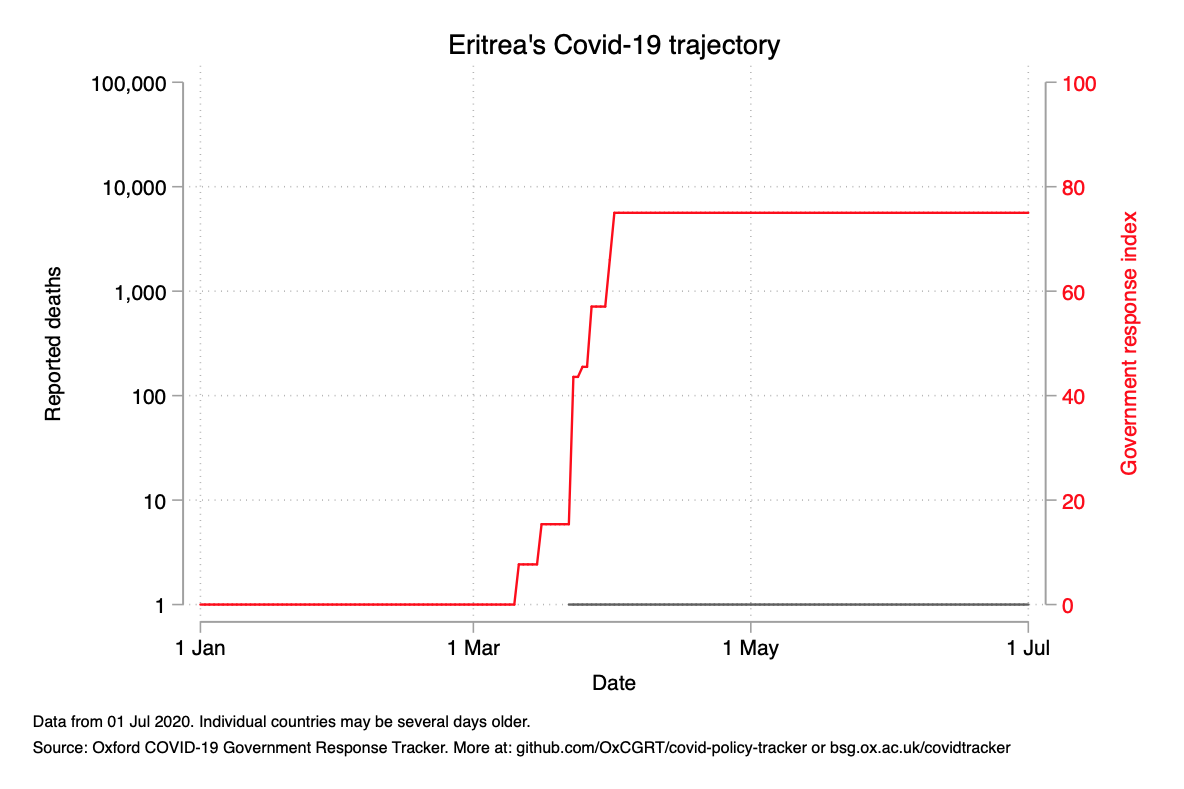 Eritrea's Covid-19 trajectory
100,000
10,000
1,000
100
10
1
Reported deaths
100
80
60
40
20
0
Government response index
1 Jan
1 Mar
1 May
1 Jul
Date
Data from 01 Jul 2020. Individual countries may be several days older.
Source: Oxford COVID-19 Government Response Tracker. More at: github.com/OxCGRT/covid-policy-tracker or bsg.ox.ac.uk/covidtracker